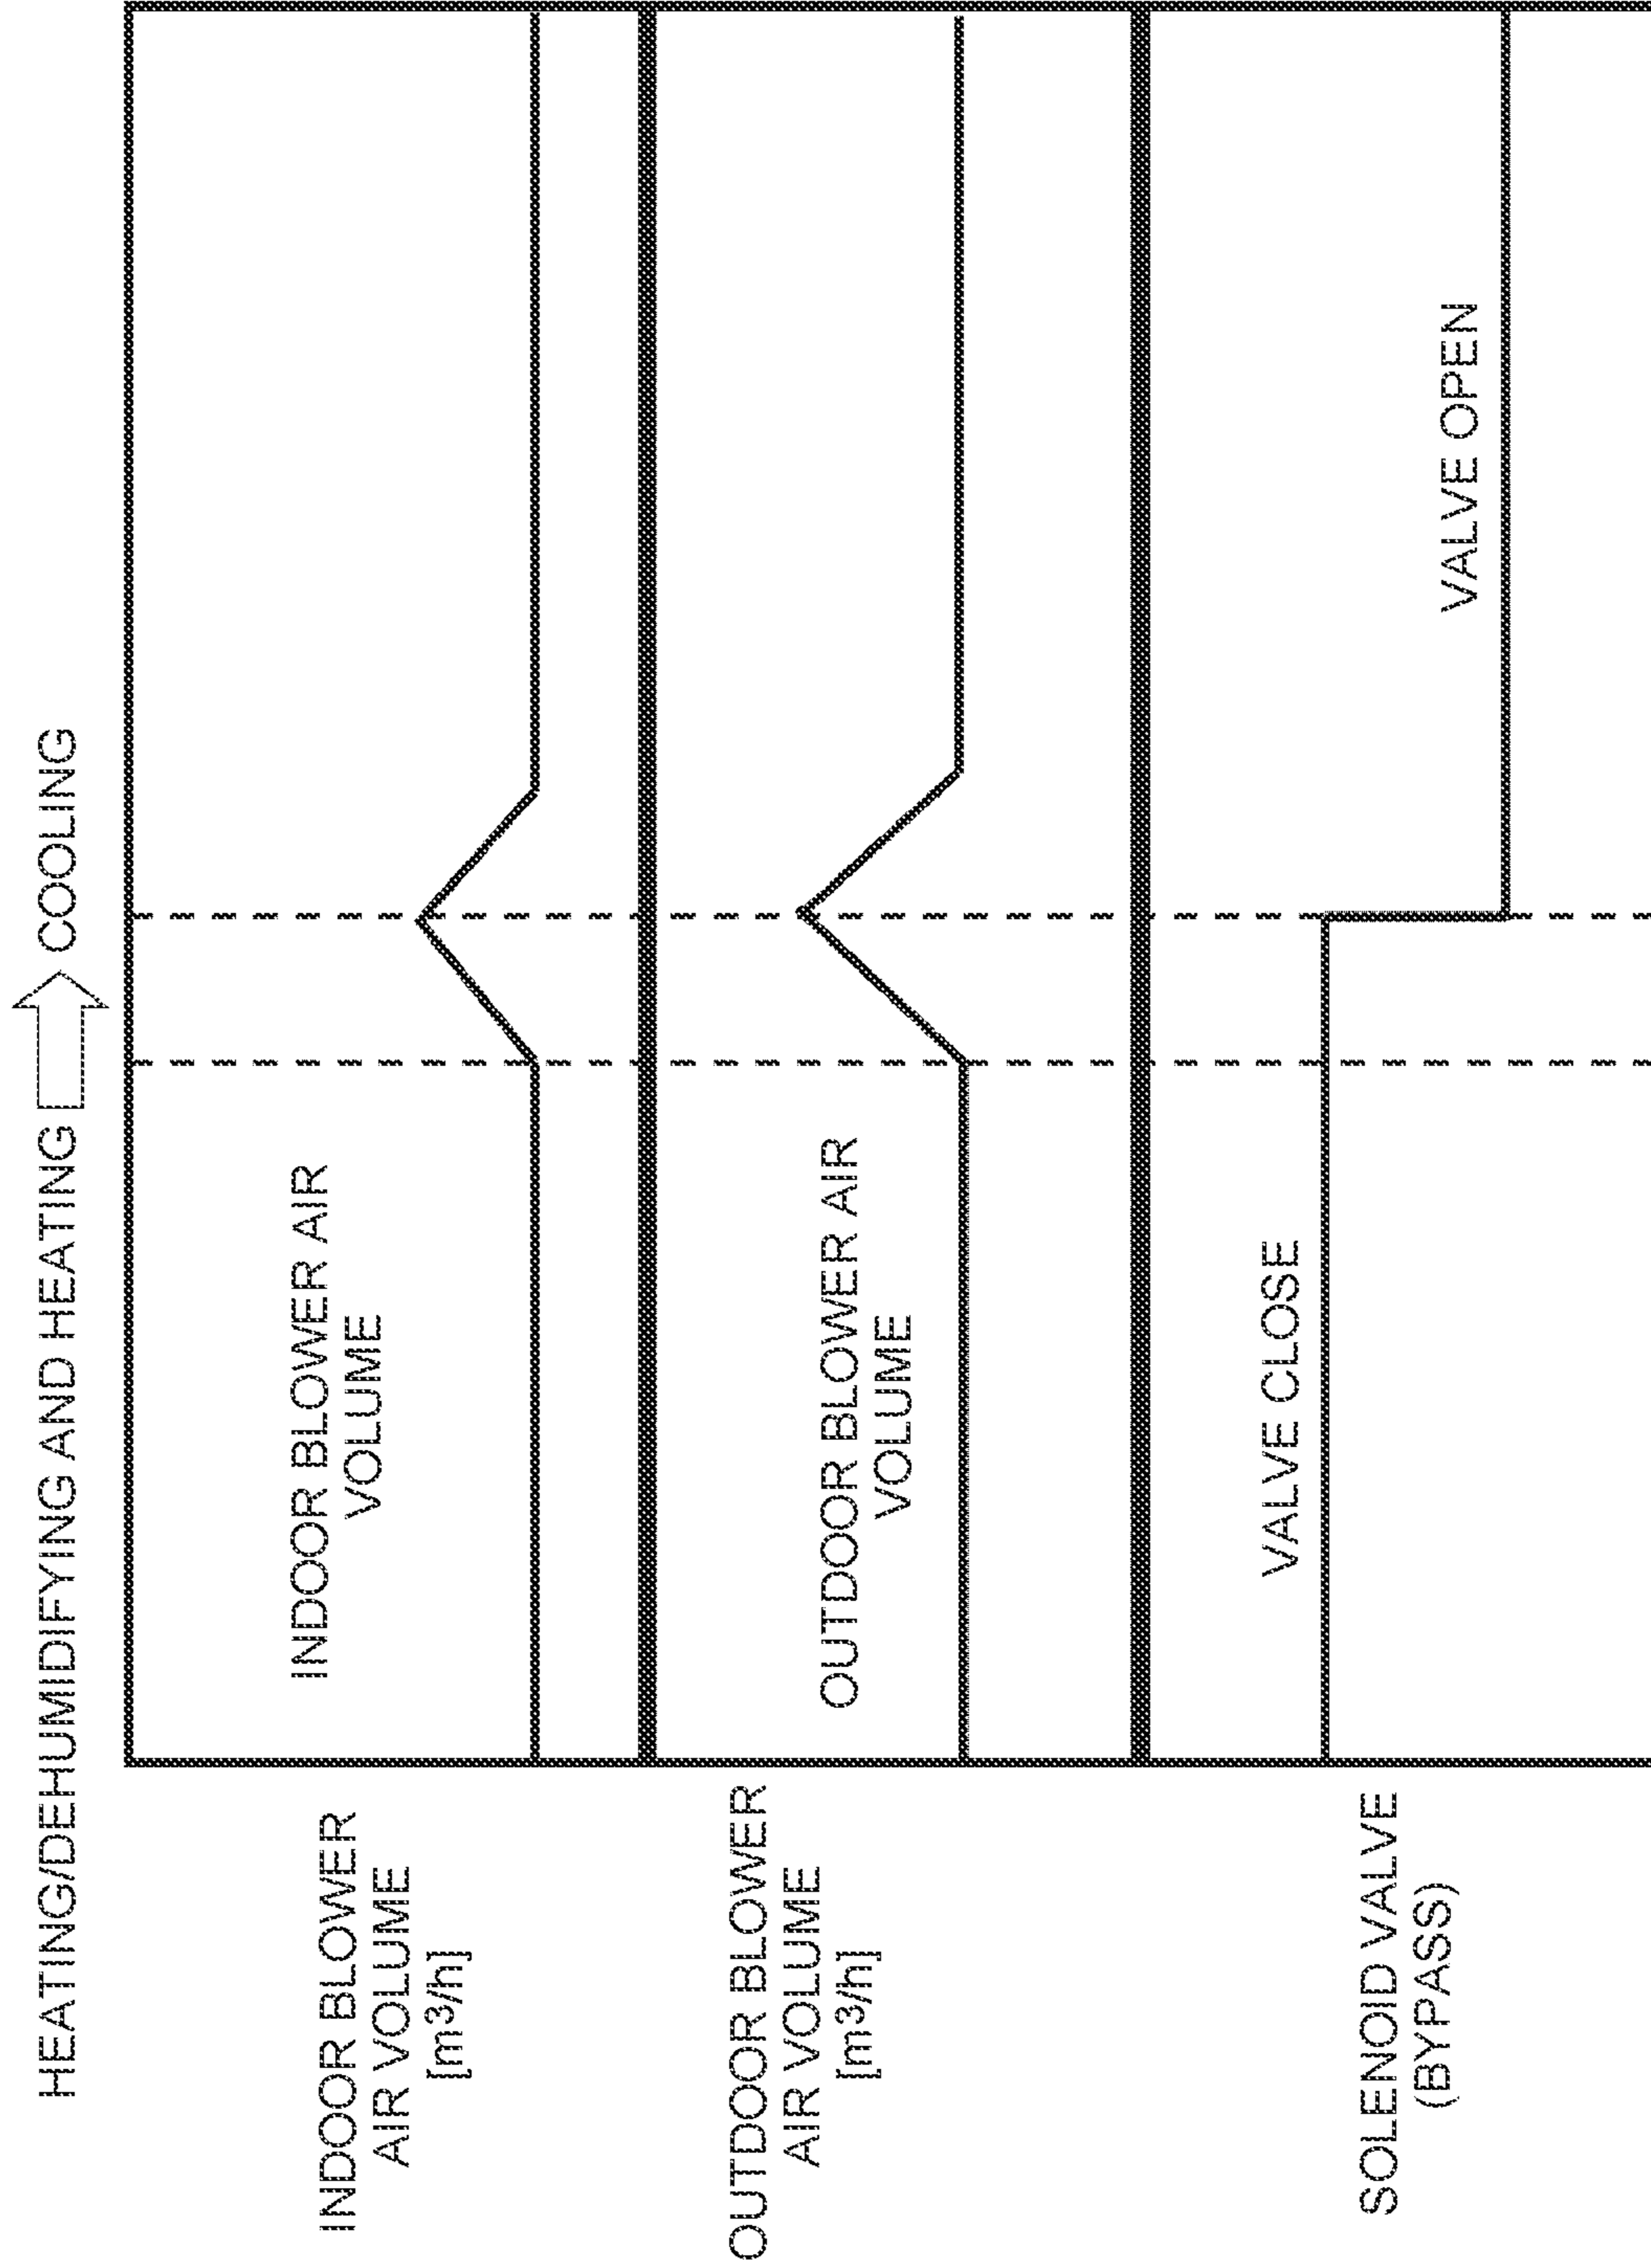 HEATING/DEHUMIDIFYING AND HEATING COOLING
INDOOR BLOWER
AIR VOLUME
[m3/h]
INDOOR BLOWER AIR
VOLUME
OUTDOOR BLOWER
AIR VOLUME
[m3/h]
OUTDOOR BLOWER AIR
VOLUME
SOLENOID VALVE
(BYPASS)
VALVE CLOSE
VALVE OPEN